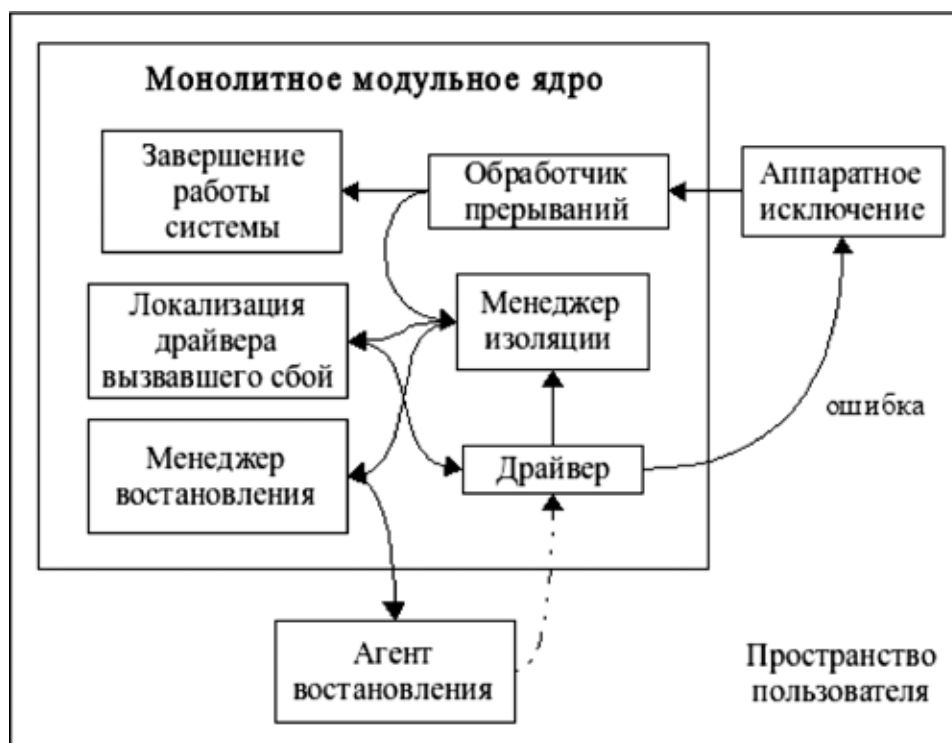 Монолитное модульное ядро
Завершение
работы
системы
Обработчик
прерываний
Аппаратное
исключение
Локализация
драйвера
вызвавшего сбой
Менеджер
изоляции
ошибка
Менеджер
востановления
Драйвер
Агент
востановления
Пространство
пользователя